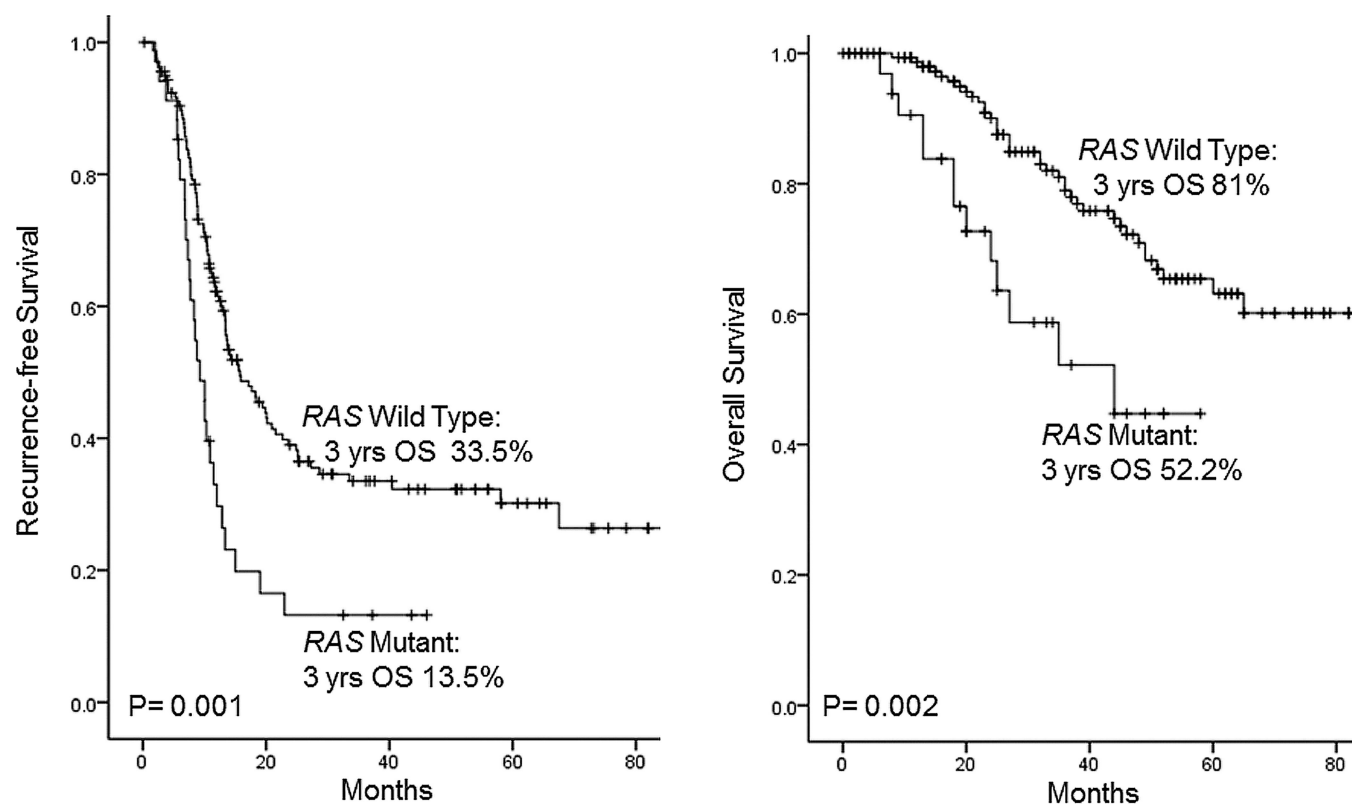 Recurrence-free Survival
1.0
0.8
0.6
0.4
0.2
0.0
RAS Wild Type:
3 yrs OS 33.5%
RAS Mutant:
3 yrs OS 13.5%
P= 0.001
0 20 40 60 80
Months
Overall Survival
1.0
0.8
0.6
0.4
0.2
0.0
RAS Wild Type:
3 yrs OS 81%
RAS Mutant:
3 yrs OS 52.2%
P= 0.002
0 20 40 60 80
Months